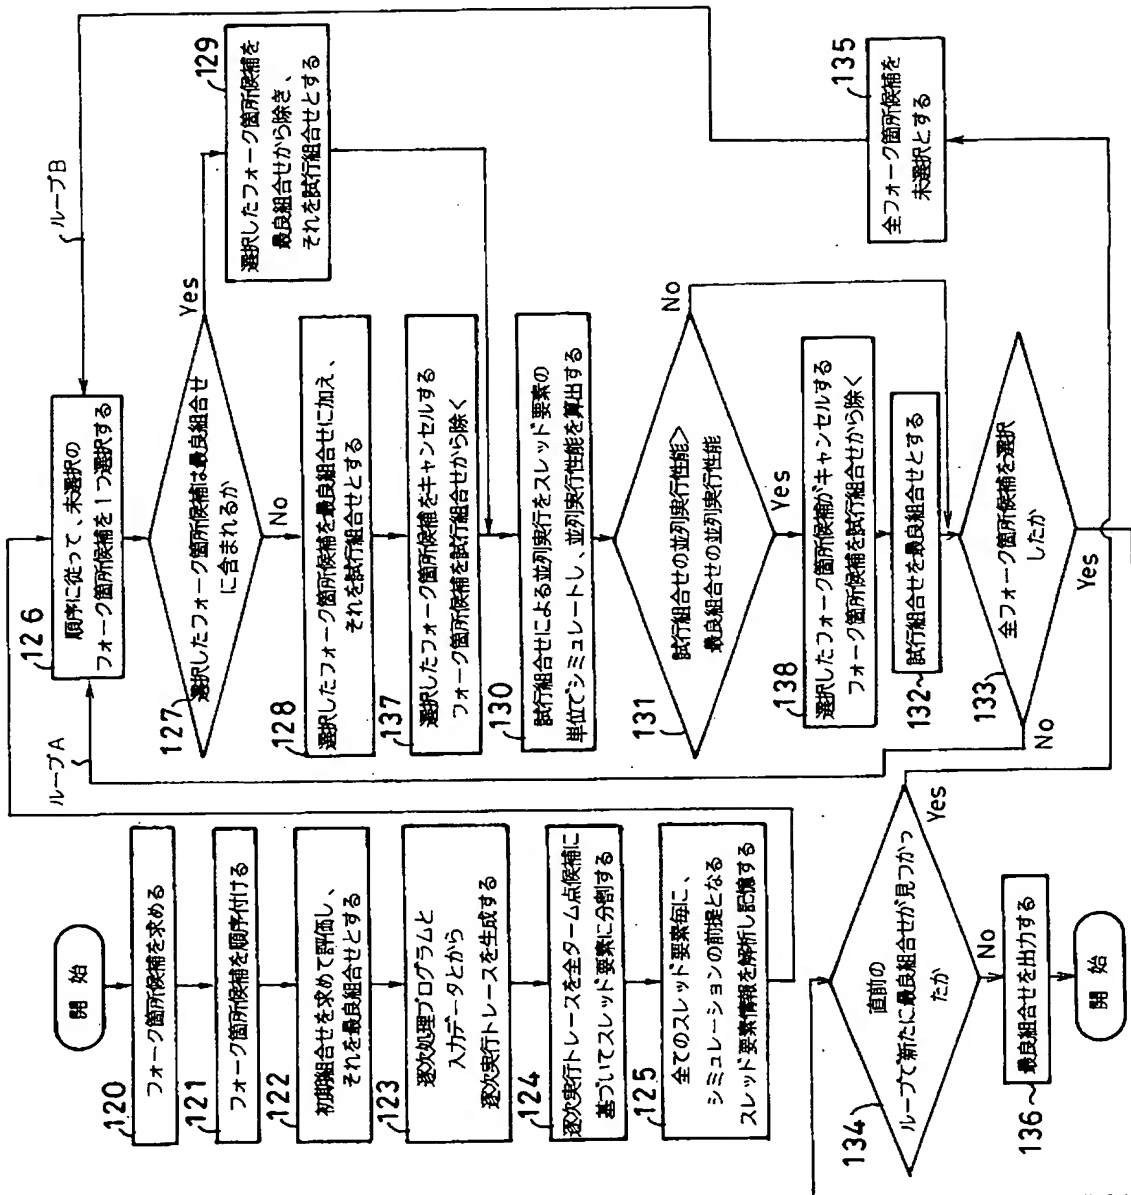 開 始
120
フォーク箇所候補を求める
121
フォーク箇所候補を順序付ける
122
初期組合せを求めて評価し、
それを最良組合せとする
123
逐次処理プログラムと
入力データとから
逐次実行トレースを生成する
124
逐次実行トレースを全ターム点候補に
基づいてスレッド要素に分割する
125
全てのスレッド要素毎に、
シミュレーションの前提となる
スレッド要素情報を解析し記憶する
126
順序に従って、未選択の
フォーク箇所候補を1つ選択する
ループA
ループB
127
選択したフォーク箇所候補は最良組合せ
に含まれるか
Yes
No
128
選択したフォーク箇所候補を最良組合せに加え、
それを試行組合せとする
129
選択したフォーク箇所候補を
最良組合せから除き、
それを試行組合せとする
137
選択したフォーク箇所候補をキャンセルする
フォーク箇所候補を試行組合せから除く
130
試行組合せによる並列実行をスレッド要素の
単位でシミュレートし、並列実行性能を算出する
131
試行組合せの並列実行性能>
最良組合せの並列実行性能
No
Yes
138
選択したフォーク箇所候補がキャンセルする
フォーク箇所候補を試行組合せから除く
132
試行組合せを最良組合せとする
133
全フォーク箇所候補を選択
したか
No
Yes
134
直前の
ループで新たに最良組合せが見つかっ
たか
Yes
No
135
全フォーク箇所候補を
未選択とする
136
最良組合せを出力する
開 始